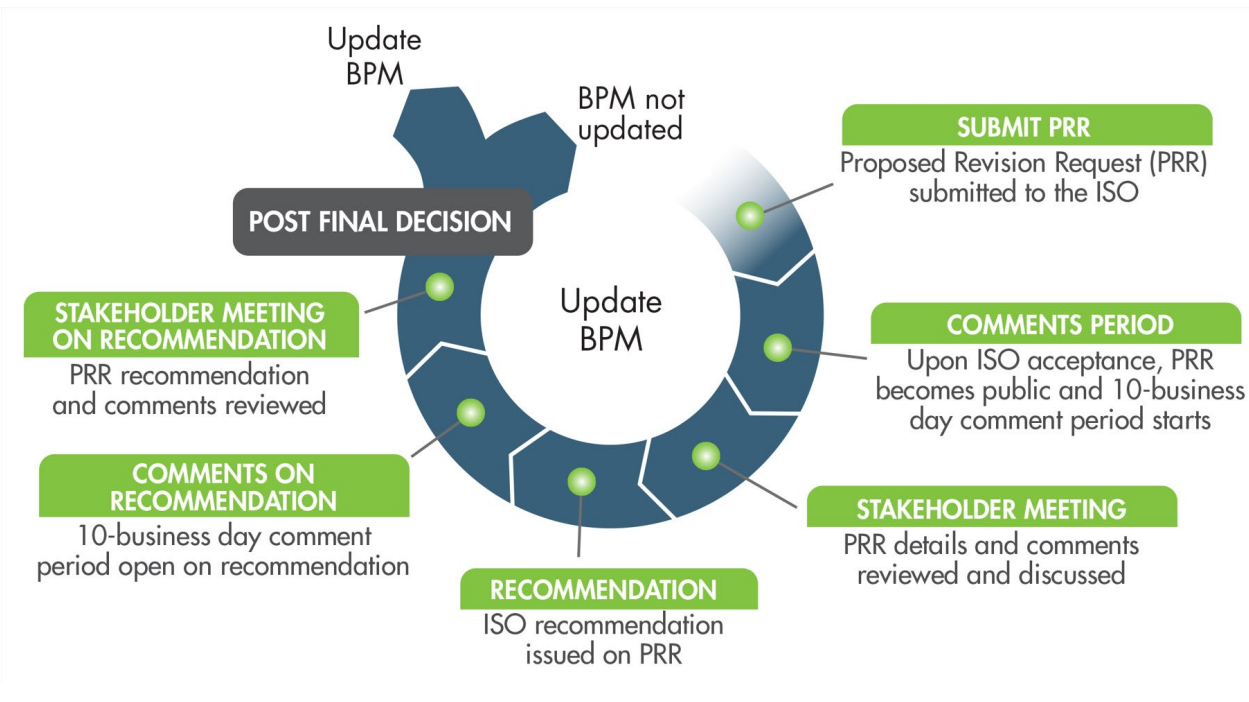 Update
BPM
BPM not
updated
SUBMIT PRR
Proposed Revision Request (PRR)
submitted to the ISO
POST FINAL DECISION
Update
BPM
COMMENTS PERIOD
Upon ISO acceptance, PRR
becomes public and 10-business
day comment period starts
STAKEHOLDER MEETING
PRR details and comments
reviewed and discussed
RECOMMENDATION
ISO recommendation
issued on PRR
COMMENTS ON
RECOMMENDATION
10-business day comment
period open on recommendation
STAKEHOLDER MEETING
ON RECOMMENDATION
PRR recommendation
and comments reviewed